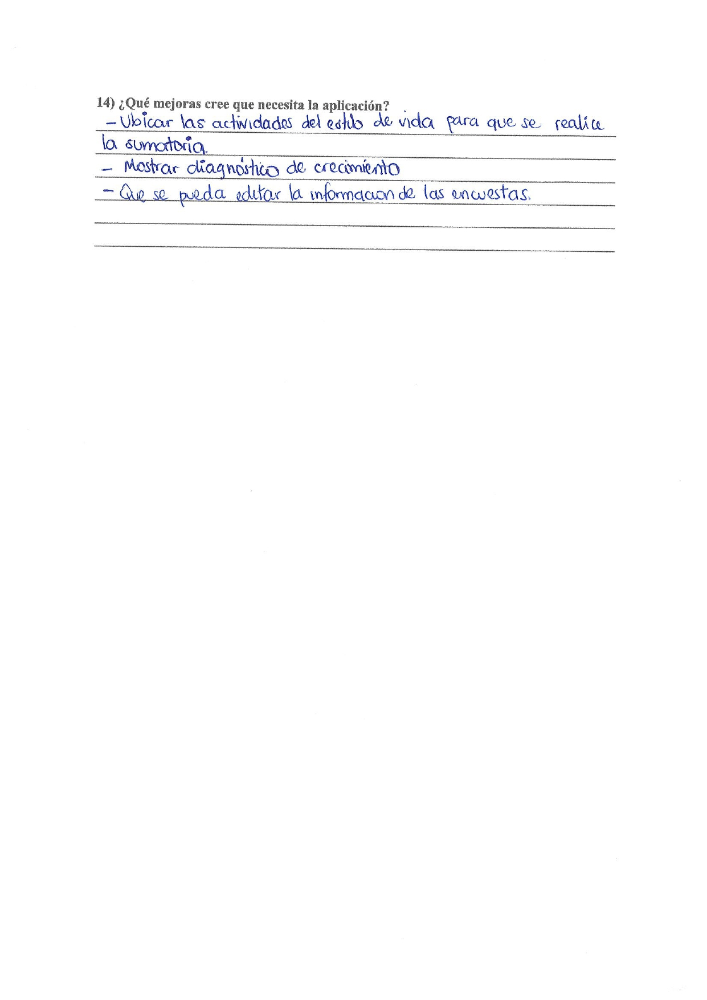 14) ¿Qué mejoras cree que necesita la aplicación?
- Ubicar las actividades del estilo de vida para que se realice
la sumatoria.
- Mostrar diagnóstico de crecimiento
- Que se pueda editar la informacion de las encuestas.